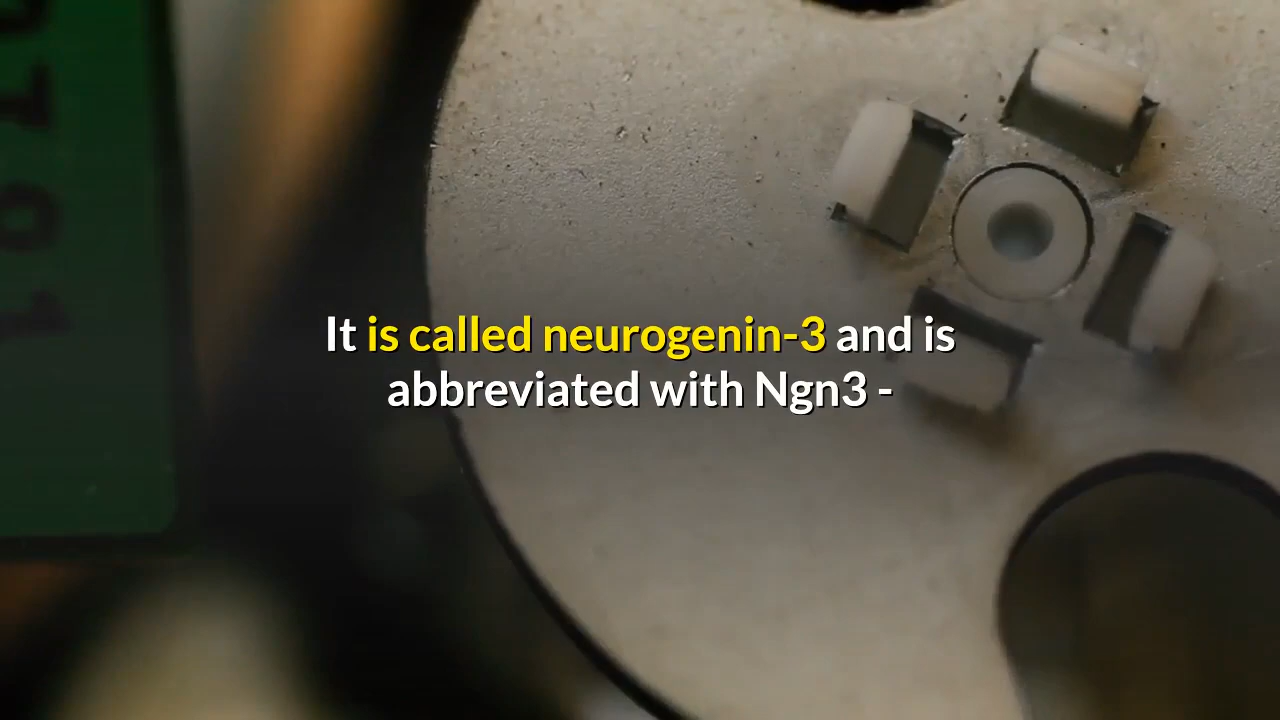 It is called neurogenin-3 and is
abbreviated with Ngn3 -